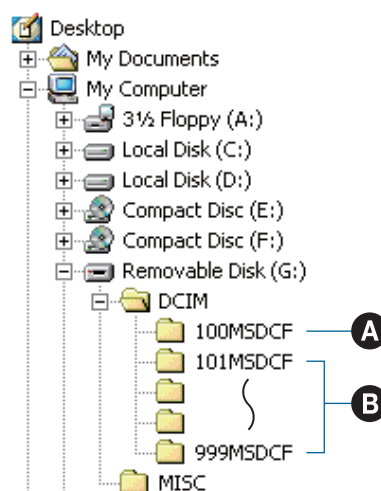 Desktop
My Documents
My Computer
3½ Floppy (A:)
Local Disk (C:)
Local Disk (D:)
Compact Disc (E:)
Compact Disc (F:)
Removable Disk (G:)
DCIM
100MSDCF A
101MSDCF
B
999MSDCF
MISC